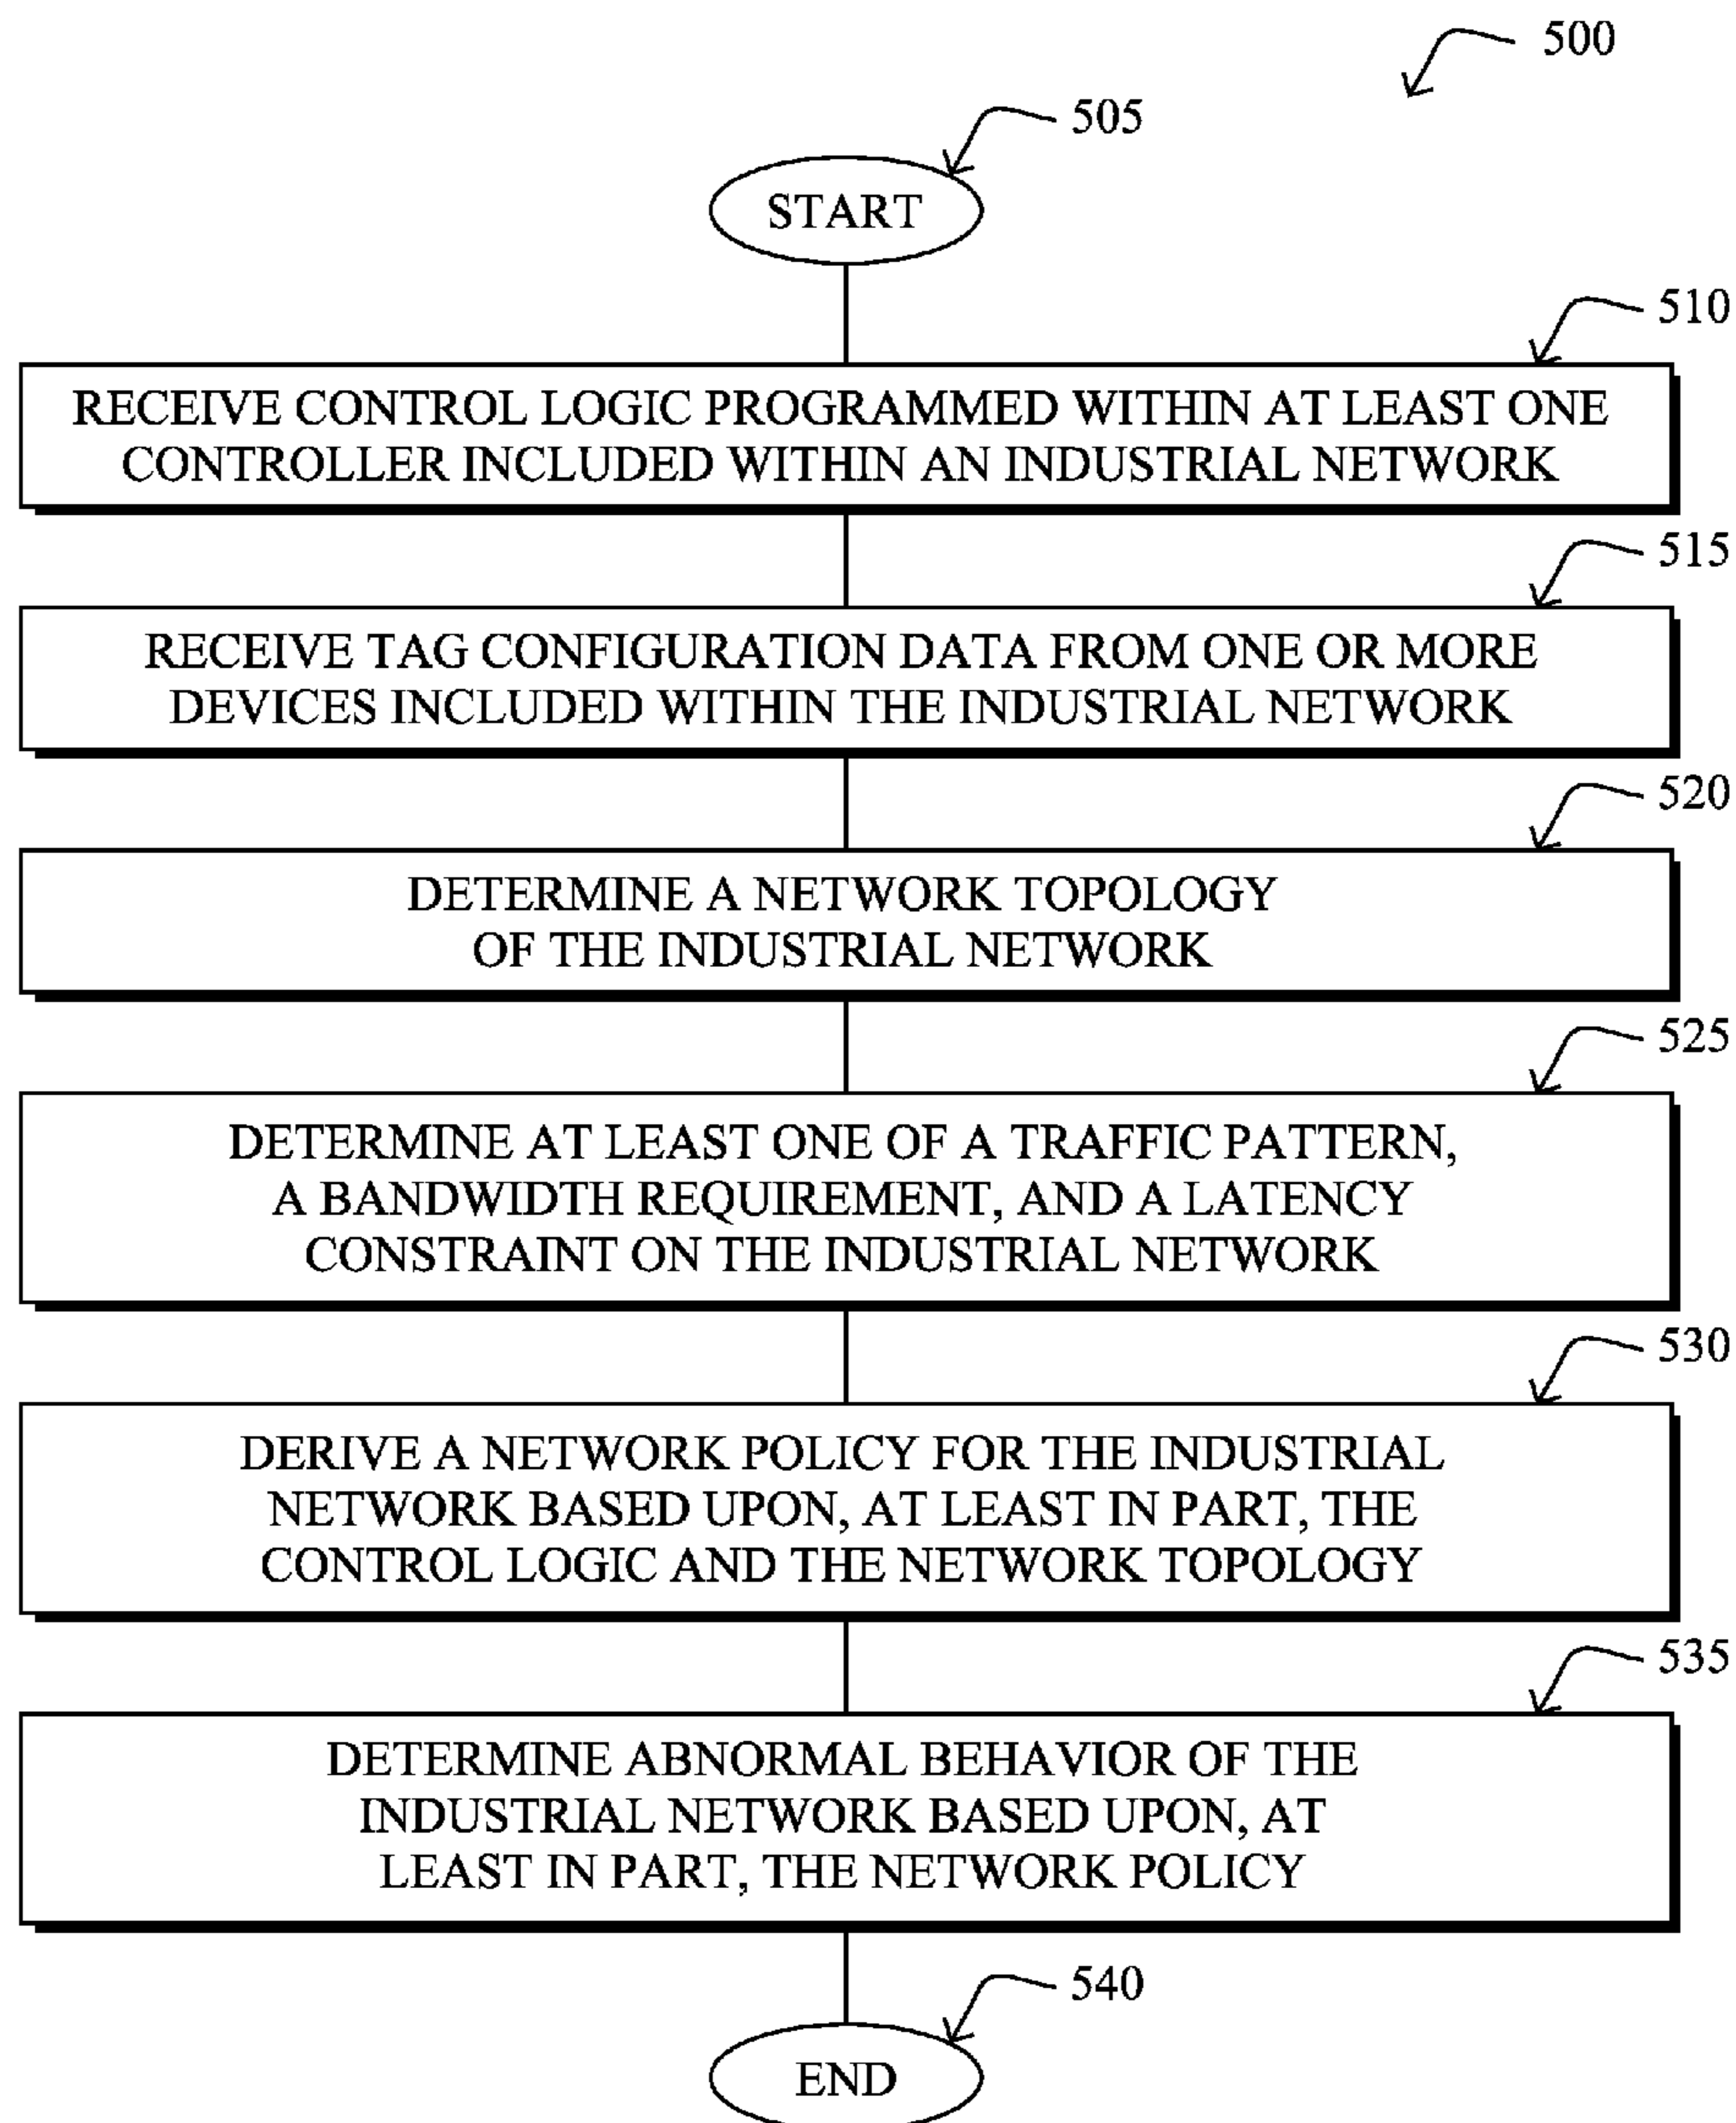 500
505
START
510
RECEIVE CONTROL LOGIC PROGRAMMED WITHIN AT LEAST ONE
CONTROLLER INCLUDED WITHIN AN INDUSTRIAL NETWORK
515
RECEIVE TAG CONFIGURATION DATA FROM ONE OR MORE
DEVICES INCLUDED WITHIN THE INDUSTRIAL NETWORK
520
DETERMINE A NETWORK TOPOLOGY
OF THE INDUSTRIAL NETWORK
525
DETERMINE AT LEAST ONE OF A TRAFFIC PATTERN,
A BANDWIDTH REQUIREMENT, AND A LATENCY
CONSTRAINT ON THE INDUSTRIAL NETWORK
530
DERIVE A NETWORK POLICY FOR THE INDUSTRIAL
NETWORK BASED UPON, AT LEAST IN PART, THE
CONTROL LOGIC AND THE NETWORK TOPOLOGY
535
DETERMINE ABNORMAL BEHAVIOR OF THE
INDUSTRIAL NETWORK BASED UPON, AT
LEAST IN PART, THE NETWORK POLICY
540
END